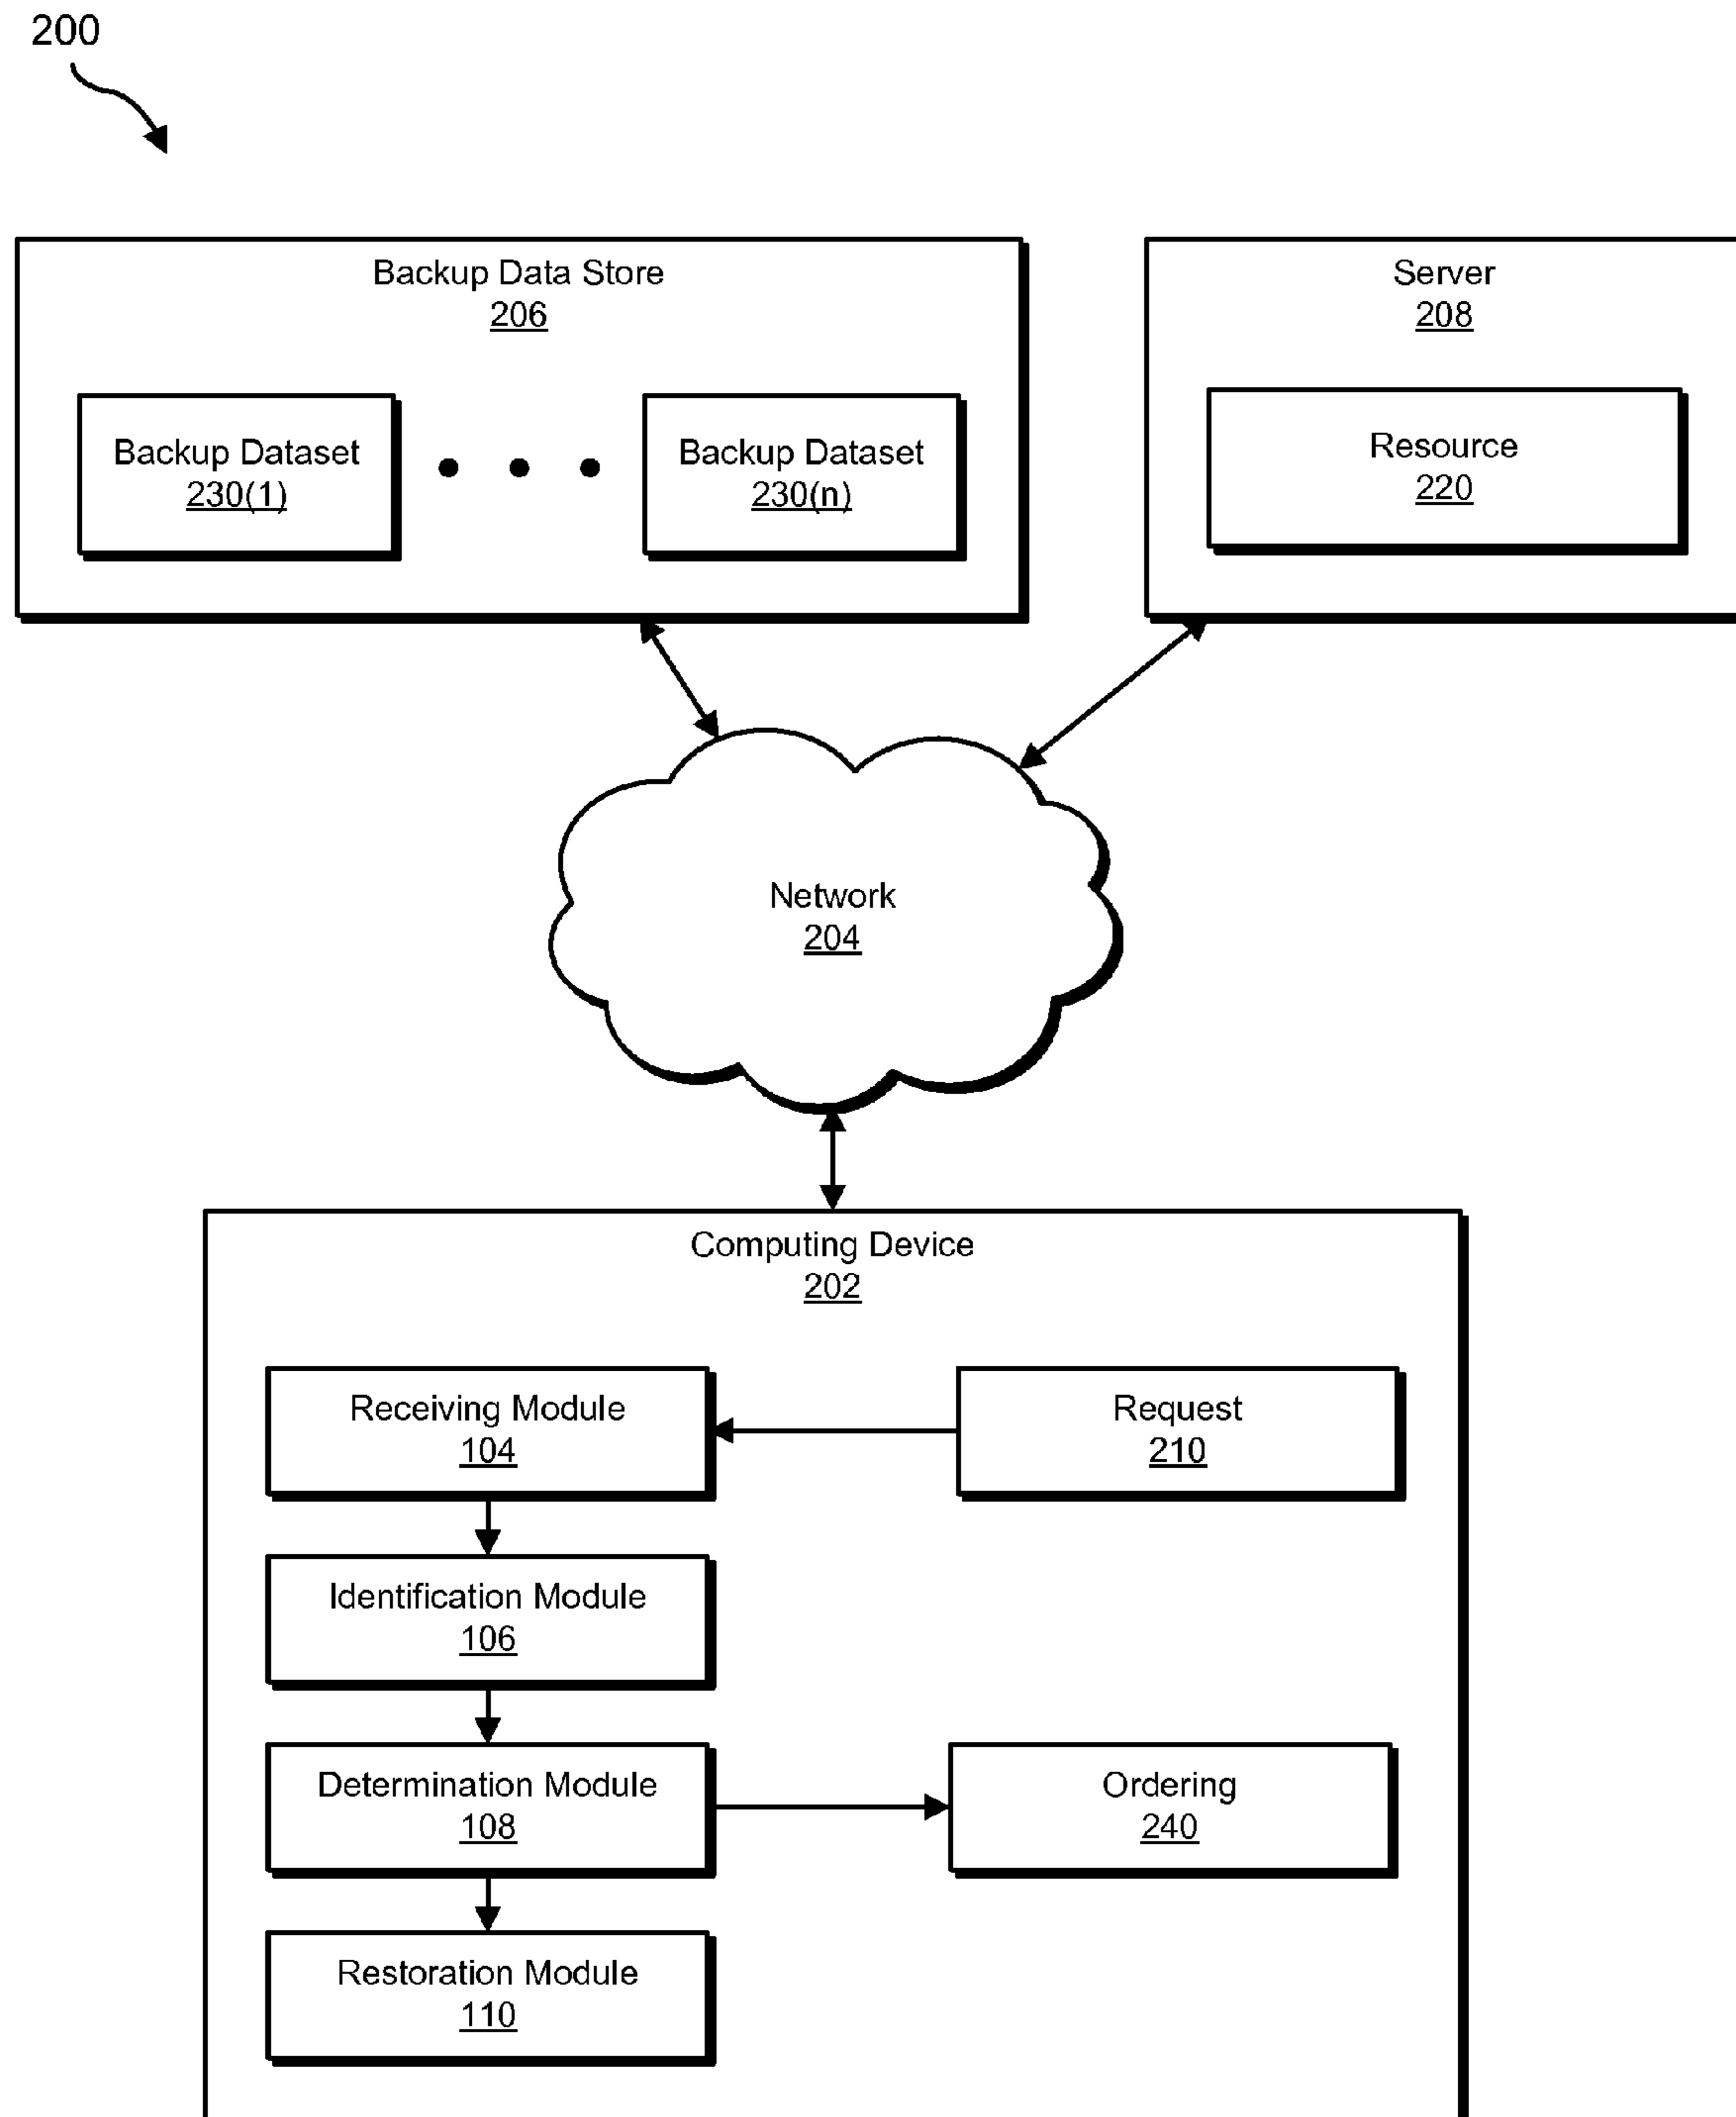 200
Backup Data Store
206
Backup Dataset
230(1)
Backup Dataset
230(n)
Server
208
Resource
220
Network
204
Computing Device
202
Receiving Module
104
Request
210
Identification Module
106
Determination Module
108
Ordering
240
Restoration Module
110